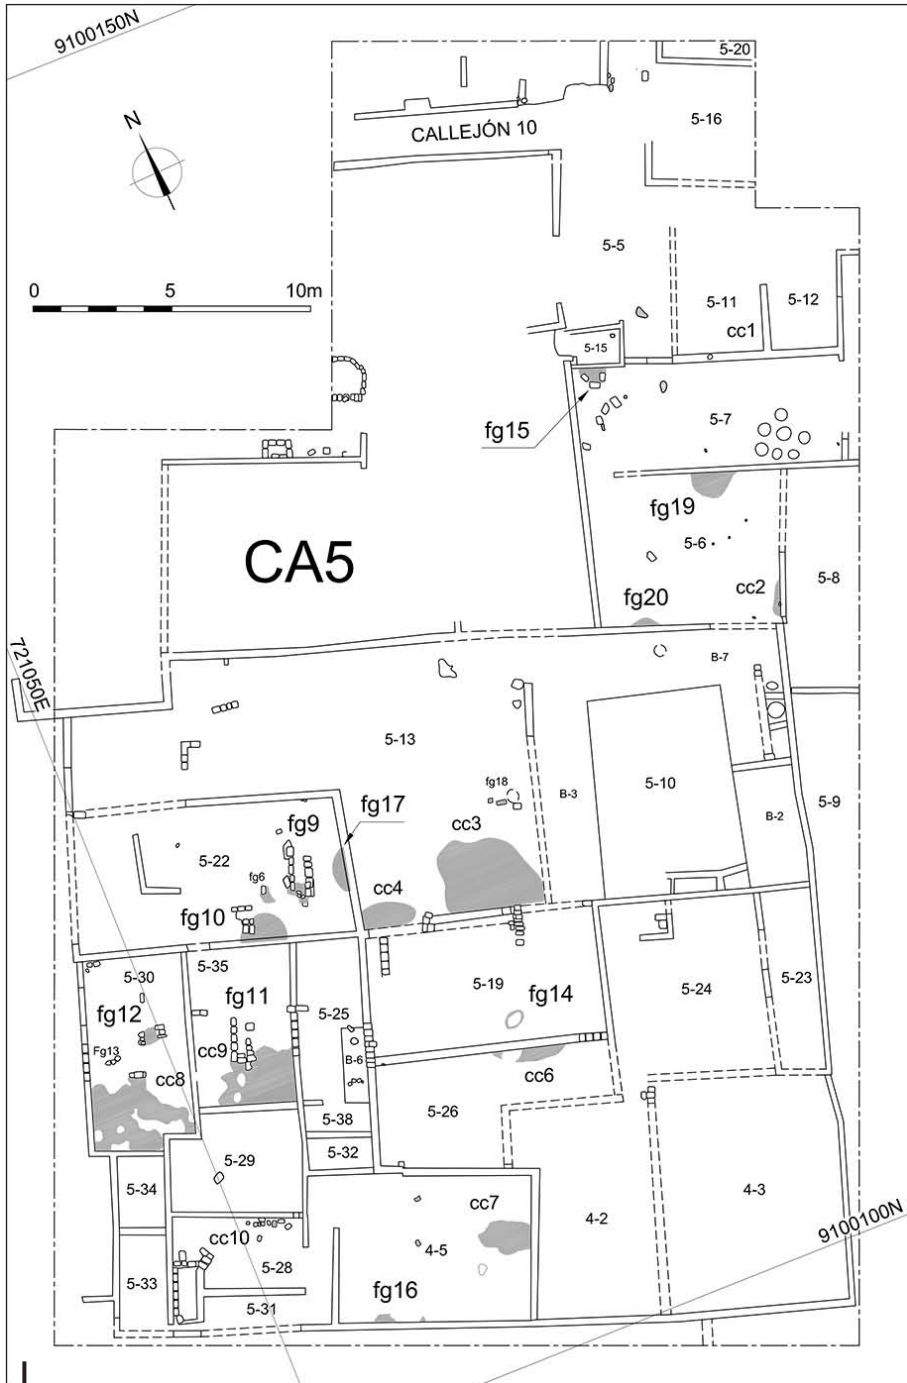 9100150N
5-20
N
5-16
CALLEJÓN 10
5-5
0 5 10m
5-11
5-12
cc1
5-15
fg15
5-7
fg19
CA5
5-6
5-8
cc2
fg20
721050E
B-7
5-13
5-10
fg18
B-3
fg17
5-9
B-2
fg9
cc3
5-22
fg6
cc4
fg10
5-35
5-30
5-19
5-24
5-23
fg11
fg14
fg12
5-25
Fg13
cc9
B-6
cc8
cc6
5-26
5-38
5-29
5-32
5-34
4-3
cc7
4-2
9100100N
cc10
4-5
5-28
5-33
fg16
5-31